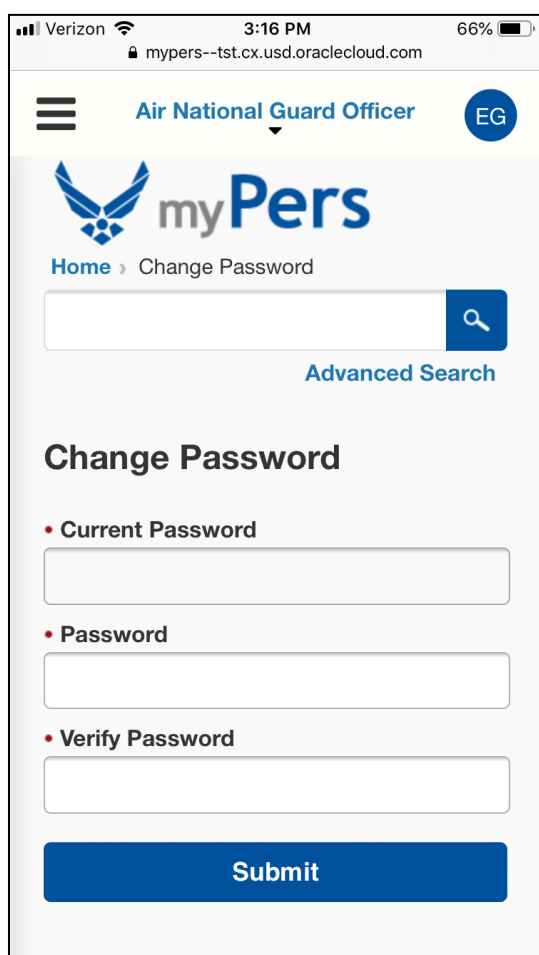 Verizon 3:16 PM 66%
mypers--tst.cx.usd.oraclecloud.com
Air National Guard Officer EG
myPers
Home › Change Password
Advanced Search
Change Password
• Current Password
• Password
• Verify Password
Submit